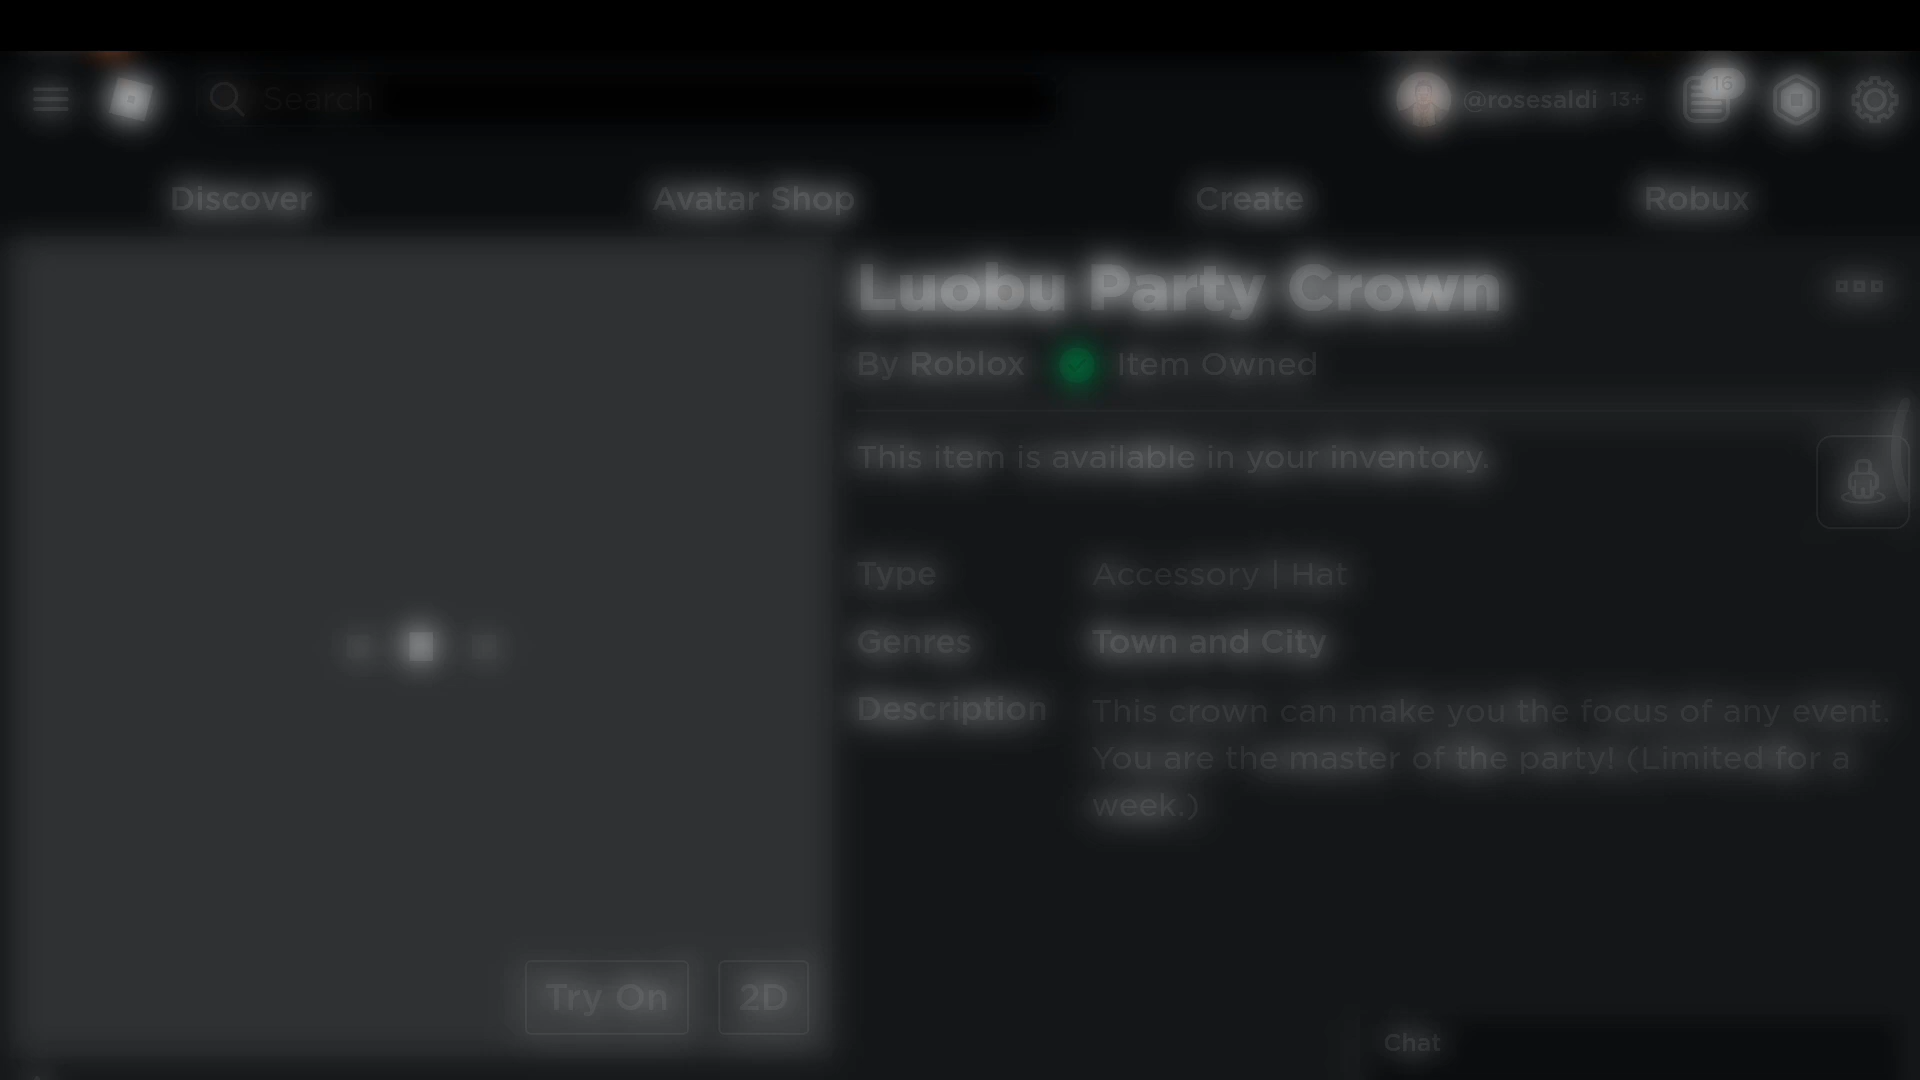 Search
@rosesaldi 13+
16
Discover
Avatar Shop
Create
Robux
Luobu Party Crown
By Roblox
Item Owned
This item is available in your inventory.
Type
Accessory | Hat
Genres
Town and City
Description
This crown can make you the focus of any event.
You are the master of the party! (Limited for a
week.)
Try On
2D
Chat